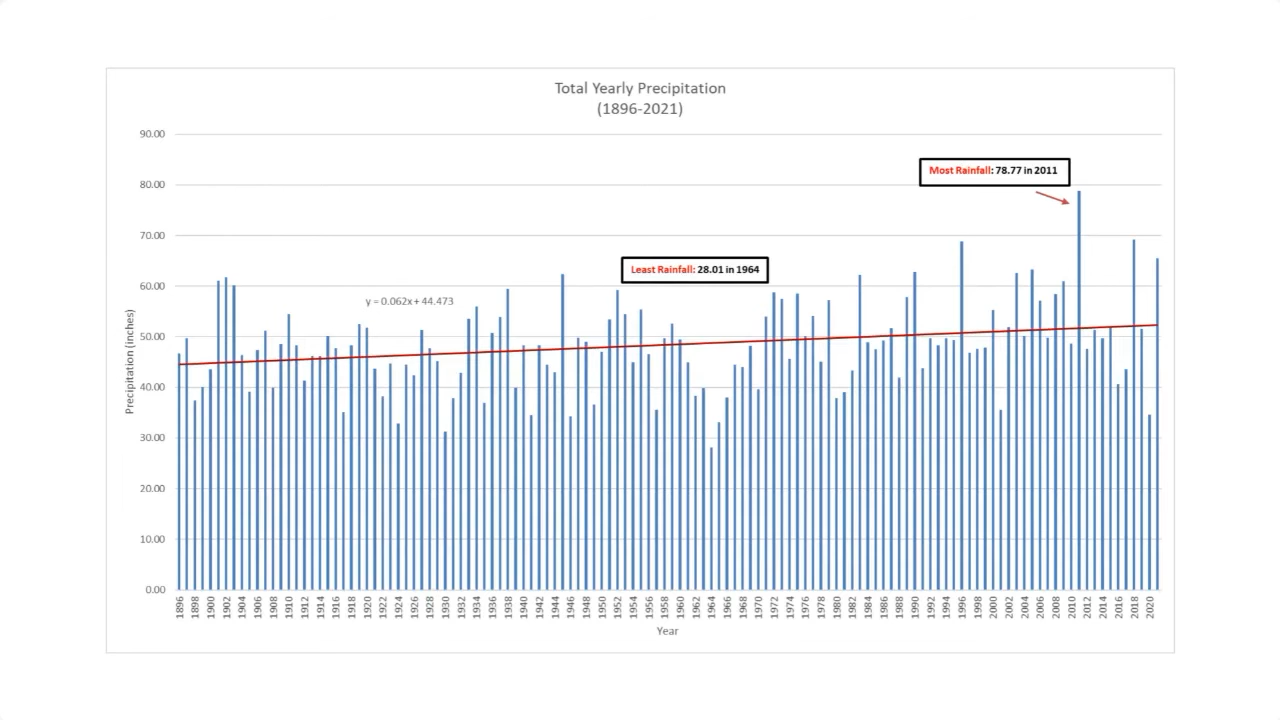 Total Yearly Precipitation
(1896-2021)
90.00
80.00
70.00
60.00
50.00
40.00
30.00
20.00
10.00
0.00
Precipitation (inches)
Most Rainfall: 78.77 in 2011
Least Rainfall: 28.01 in 1964
y = 0.062x + 44.473
1896 1898 1900 1902 1904 1906 1908 1910 1912 1914 1916 1918 1920 1922 1924 1926 1928 1930 1932 1934 1936 1938 1940 1942 1944 1946 1948 1950 1952 1954 1956 1958 1960 1962 1964 1966 1968 1970 1972 1974 1976 1978 1980 1982 1984 1986 1988 1990 1992 1994 1996 1998 2000 2002 2004 2006 2008 2010 2012 2014 2016 2018 2020
Year